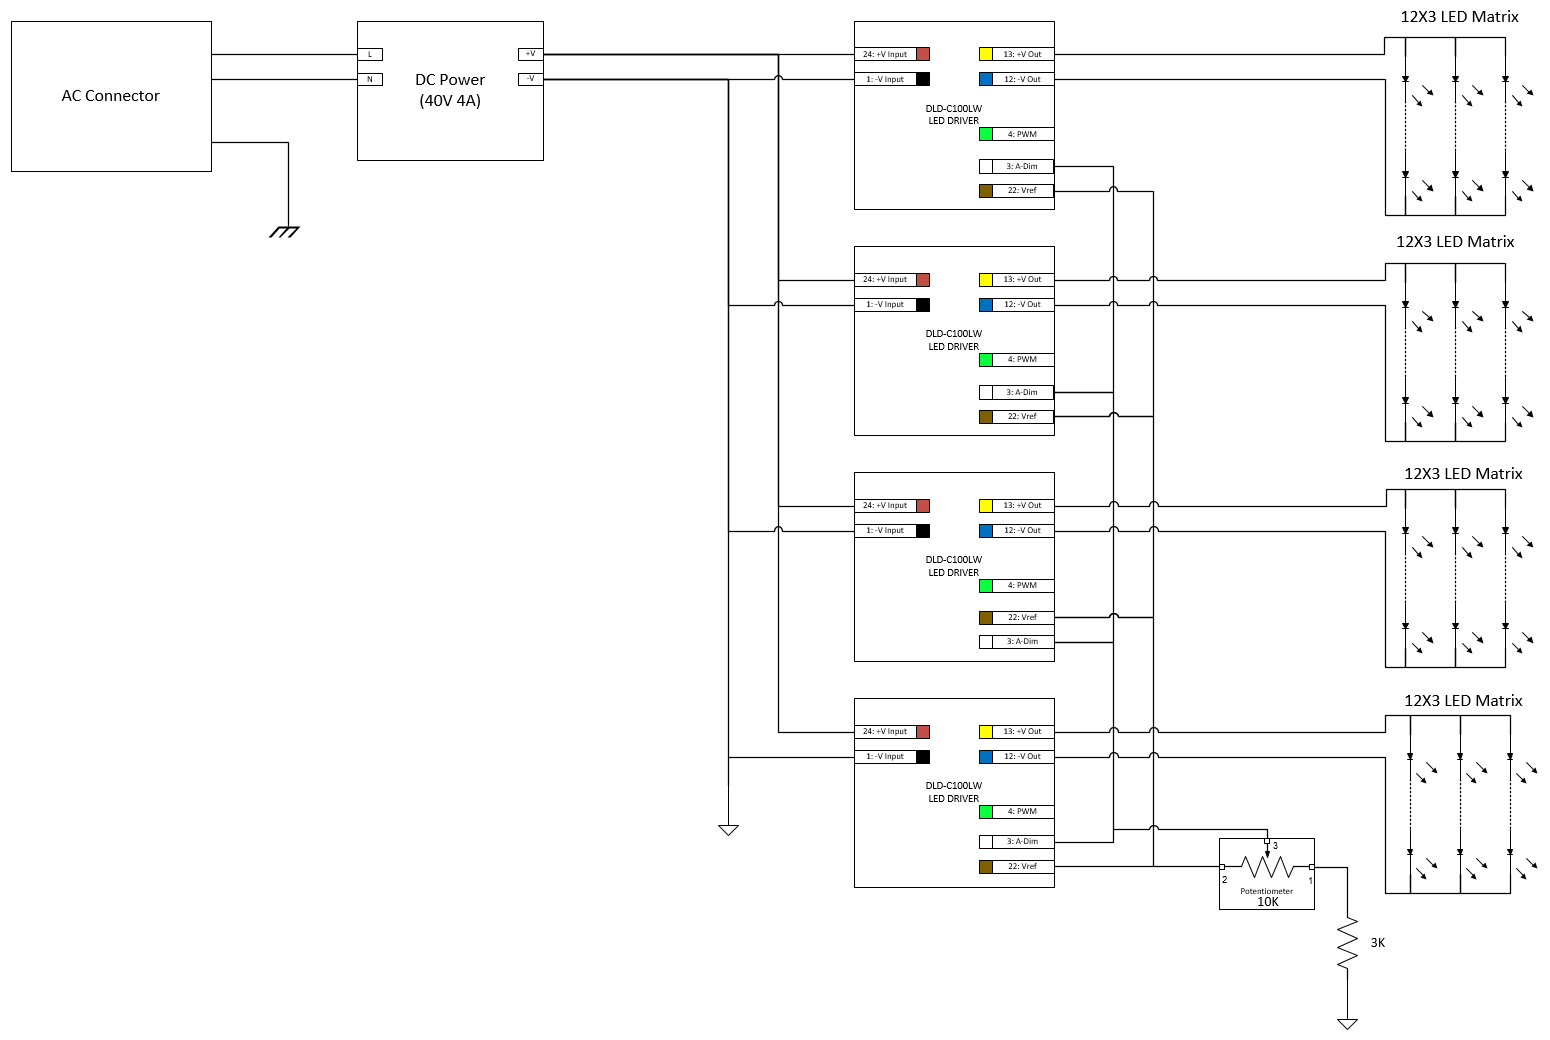 12X3 LED Matrix
AC Connector
L
N
DC Power
(40V 4A)
+V
-V
24: +V Input
1: -V Input
13: +V Out
12: -V Out
DLD-C100LW
LED DRIVER
4: PWM
3: A-Dim
22: Vref
12X3 LED Matrix
24: +V Input
1: -V Input
13: +V Out
12: -V Out
DLD-C100LW
LED DRIVER
4: PWM
3: A-Dim
22: Vref
12X3 LED Matrix
24: +V Input
1: -V Input
13: +V Out
12: -V Out
DLD-C100LW
LED DRIVER
4: PWM
22: Vref
3: A-Dim
12X3 LED Matrix
24: +V Input
1: -V Input
13: +V Out
12: -V Out
DLD-C100LW
LED DRIVER
4: PWM
3: A-Dim
22: Vref
3
2
1
Potentiometer
10K
3K